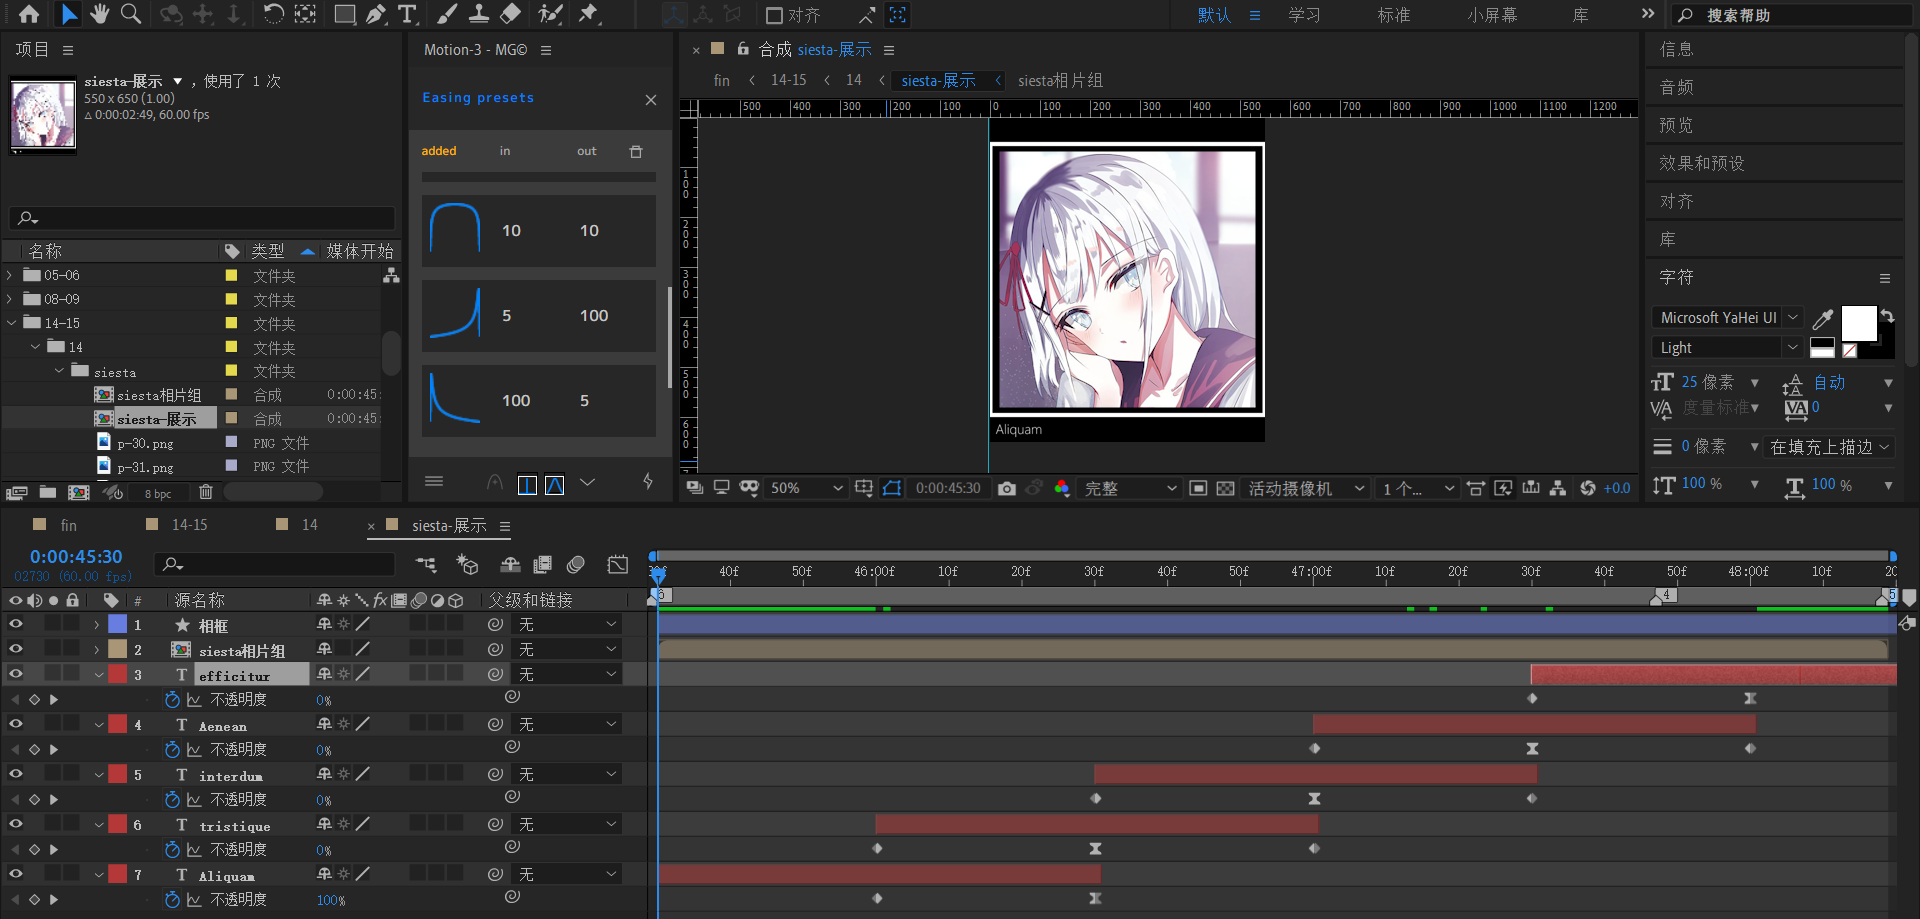 对齐
默认
学习
标准
小屏幕
库
搜索帮助
项目
siesta-展示 ▼ , 使用了 1 次
550 x 650 (1.00)
△ 0:00:02:49, 60.00 fps
名称 类型 媒体开始
05-06 文件夹
08-09 文件夹
14-15 文件夹
14 文件夹
siesta 文件夹
siesta相片组 合成 0:00:45:
siesta-展示 合成 0:00:45:
p-30.png PNG 文件
p-31.png PNG 文件
8 bpc
Motion-3 - MG©
Easing presets
added in out
10 10
5 100
100 5
合成 siesta-展示
fin 14-15 14 siesta-展示 siesta相片组
500 400 300 200 100 0 100 200 300 400 500 600 700 800 900 1000 1100 1200
100
200
300
400
500
600
Aliquam
50% 0:00:45:30 完整 活动摄像机 1 个... +0.0
信息
音频
预览
效果和预设
对齐
库
字符
Microsoft YaHei UI
Light
25 像素 自动
度量标准 0
0 像素 在填充上描边
100 % 100 %
fin 14-15 14 siesta-展示
0:00:45:30
02730 (60.00 fps)
40f 50f 46:00f 10f 20f 30f 40f 50f 47:00f 10f 20f 30f 40f 50f 48:00f 10f 20
4 5
# 源名称 fx 父级和链接
1 相框 无
2 siesta相片组 无
3 T efficitur 无
不透明度 0%
4 T Aenean 无
不透明度 0%
5 T interdum 无
不透明度 0%
6 T tristique 无
不透明度 0%
7 T Aliquam 无
不透明度 100%